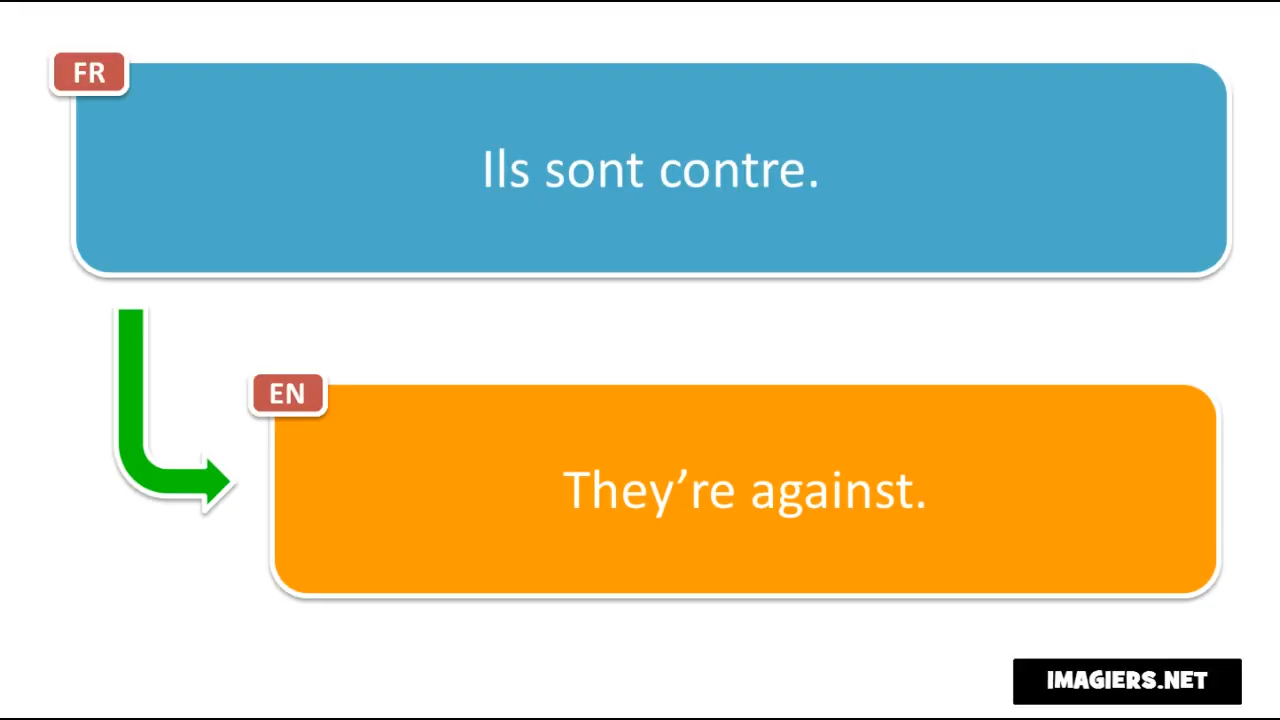 FR
Ils sont contre.
EN
They’re against.
IMAGIERS.NET